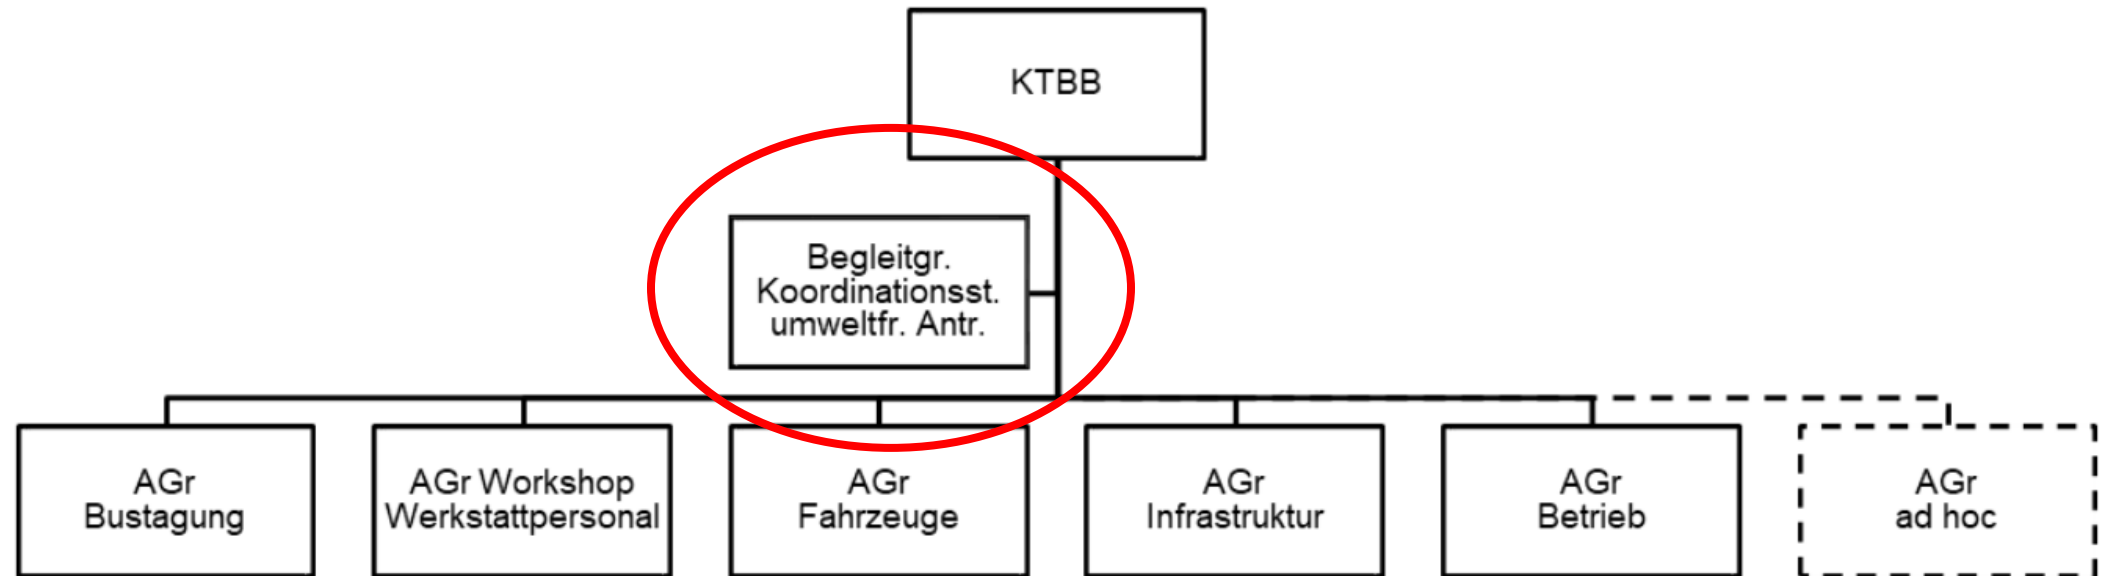 KTBB
Begleitgr.
Koordinationsst.
umweltfr. Antr.
AGr
Bustagung
AGr Workshop
Werkstattpersonal
AGr
Fahrzeuge
AGr
Infrastruktur
AGr
Betrieb
AGr
ad hoc